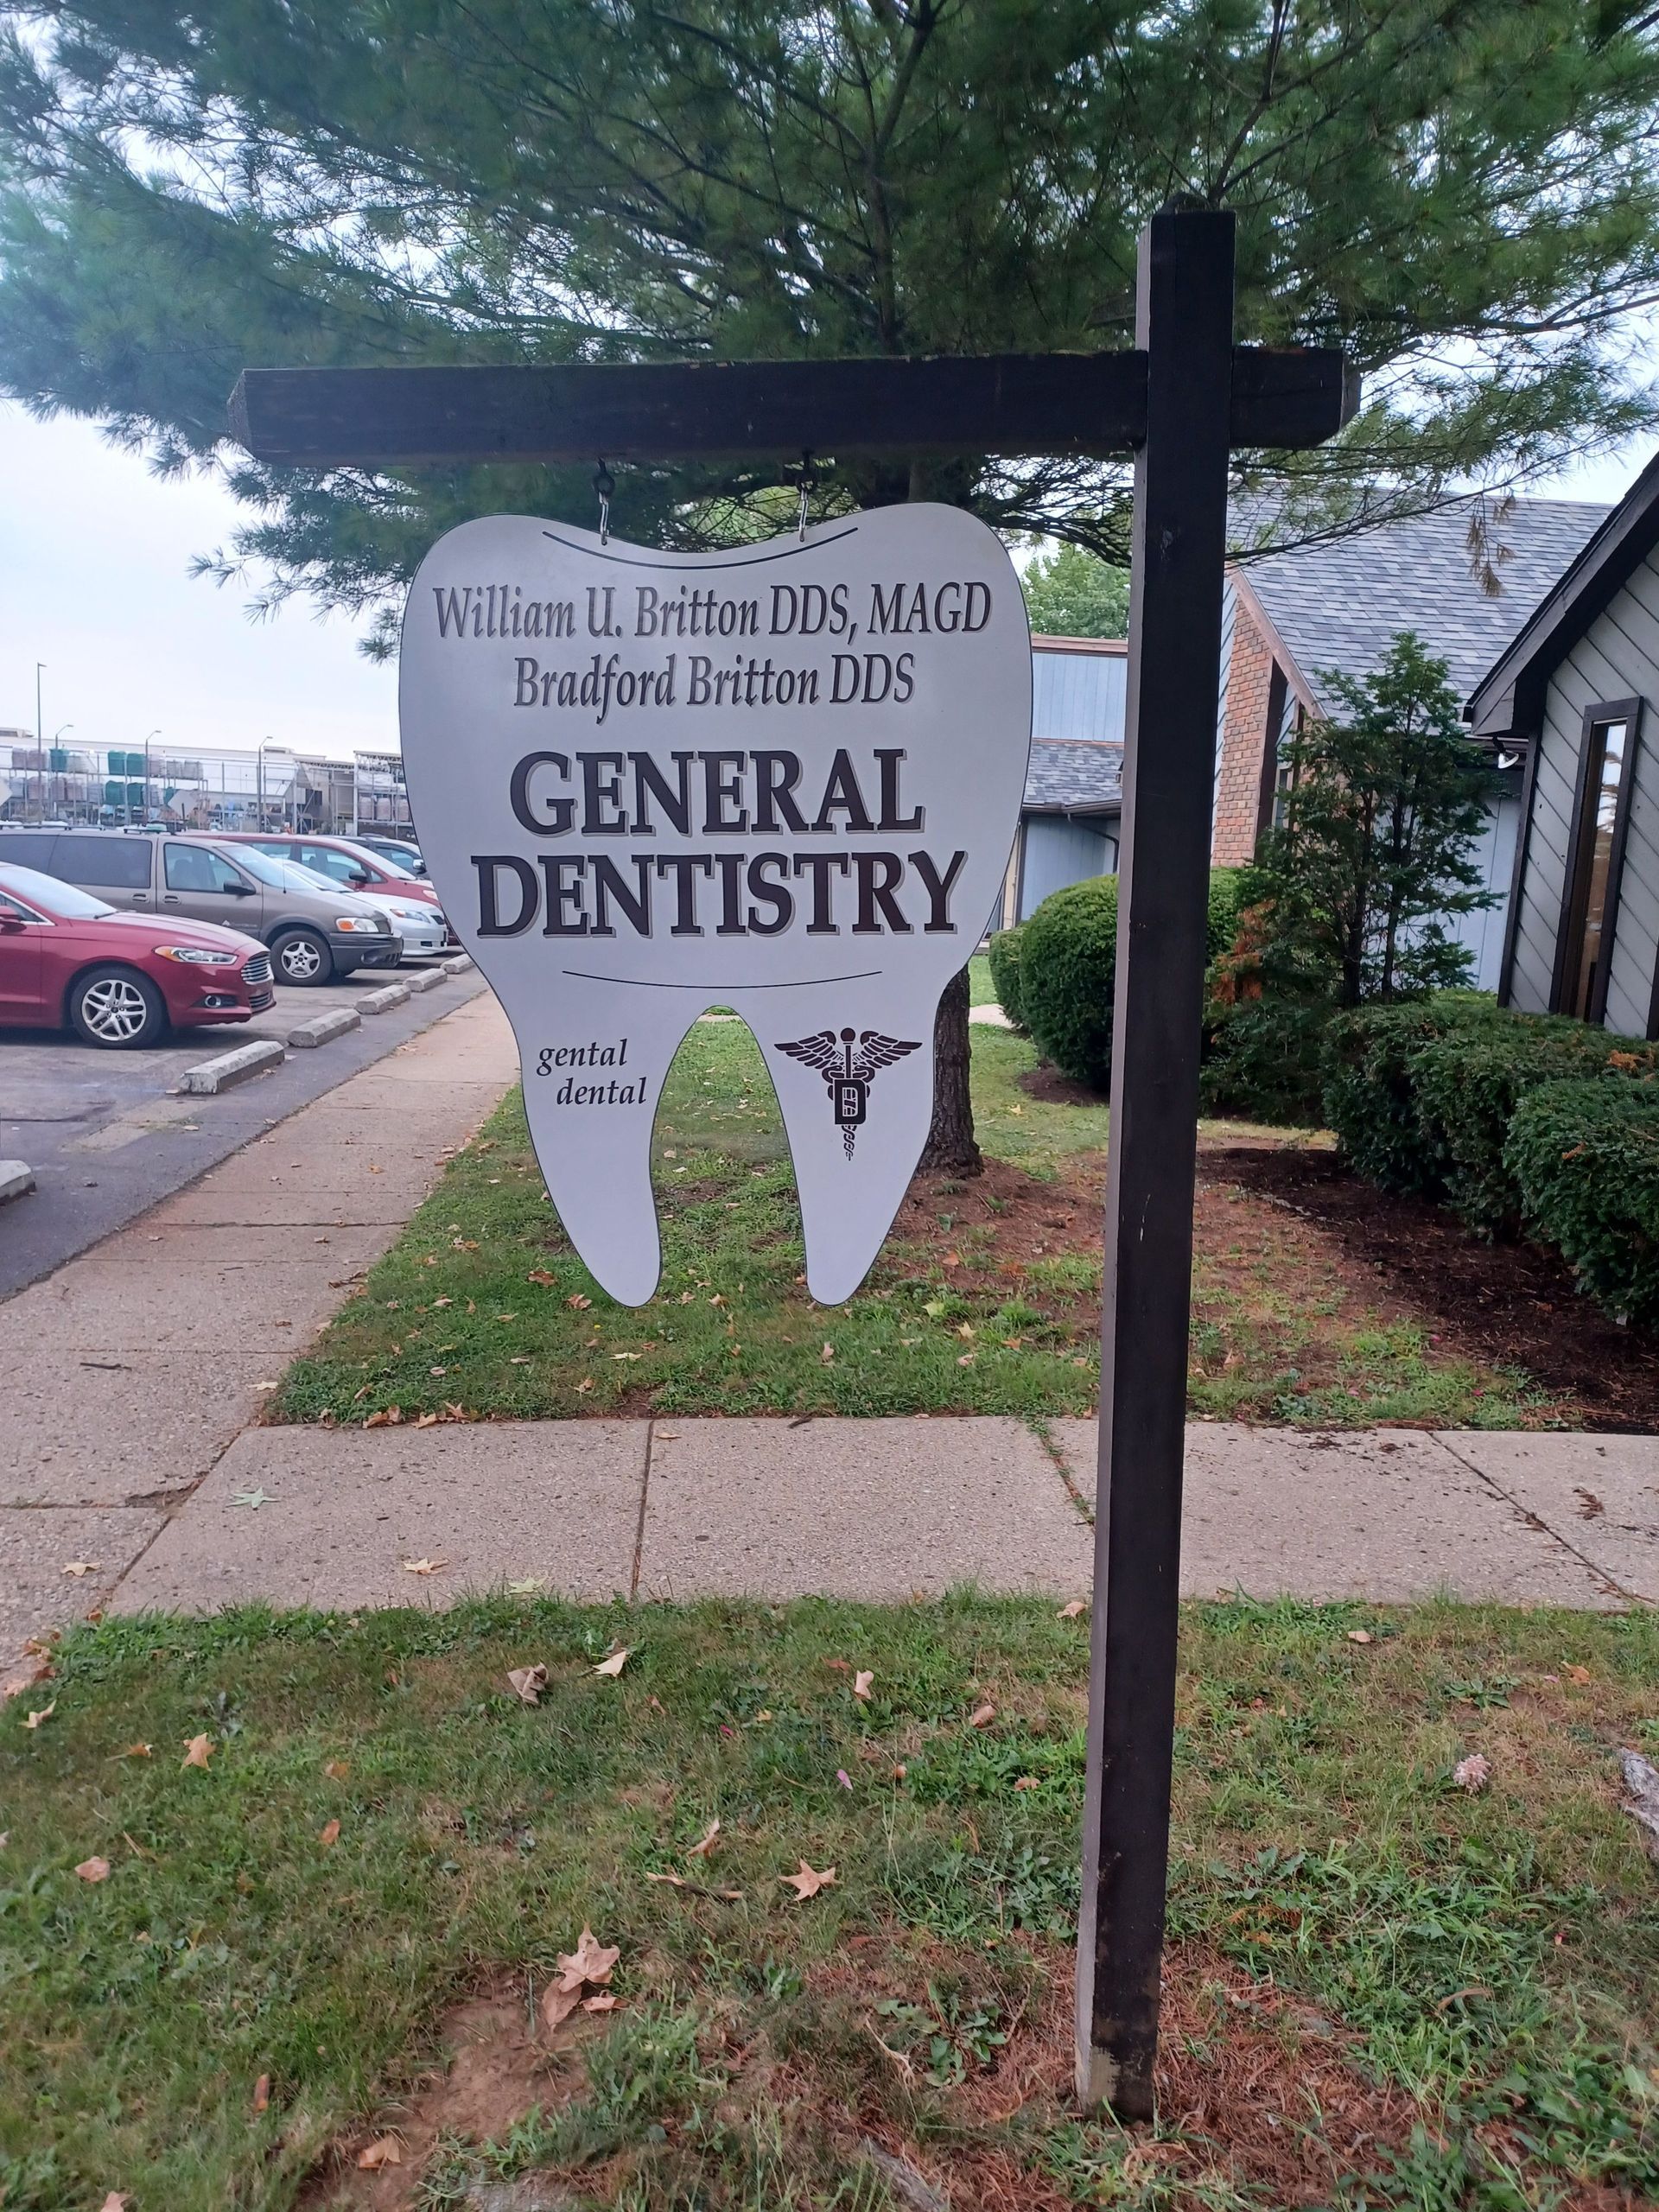 William U. Britton DDS, MAGD
Bradford Britton DDS
GENERAL
DENTISTRY
gental
dental
D